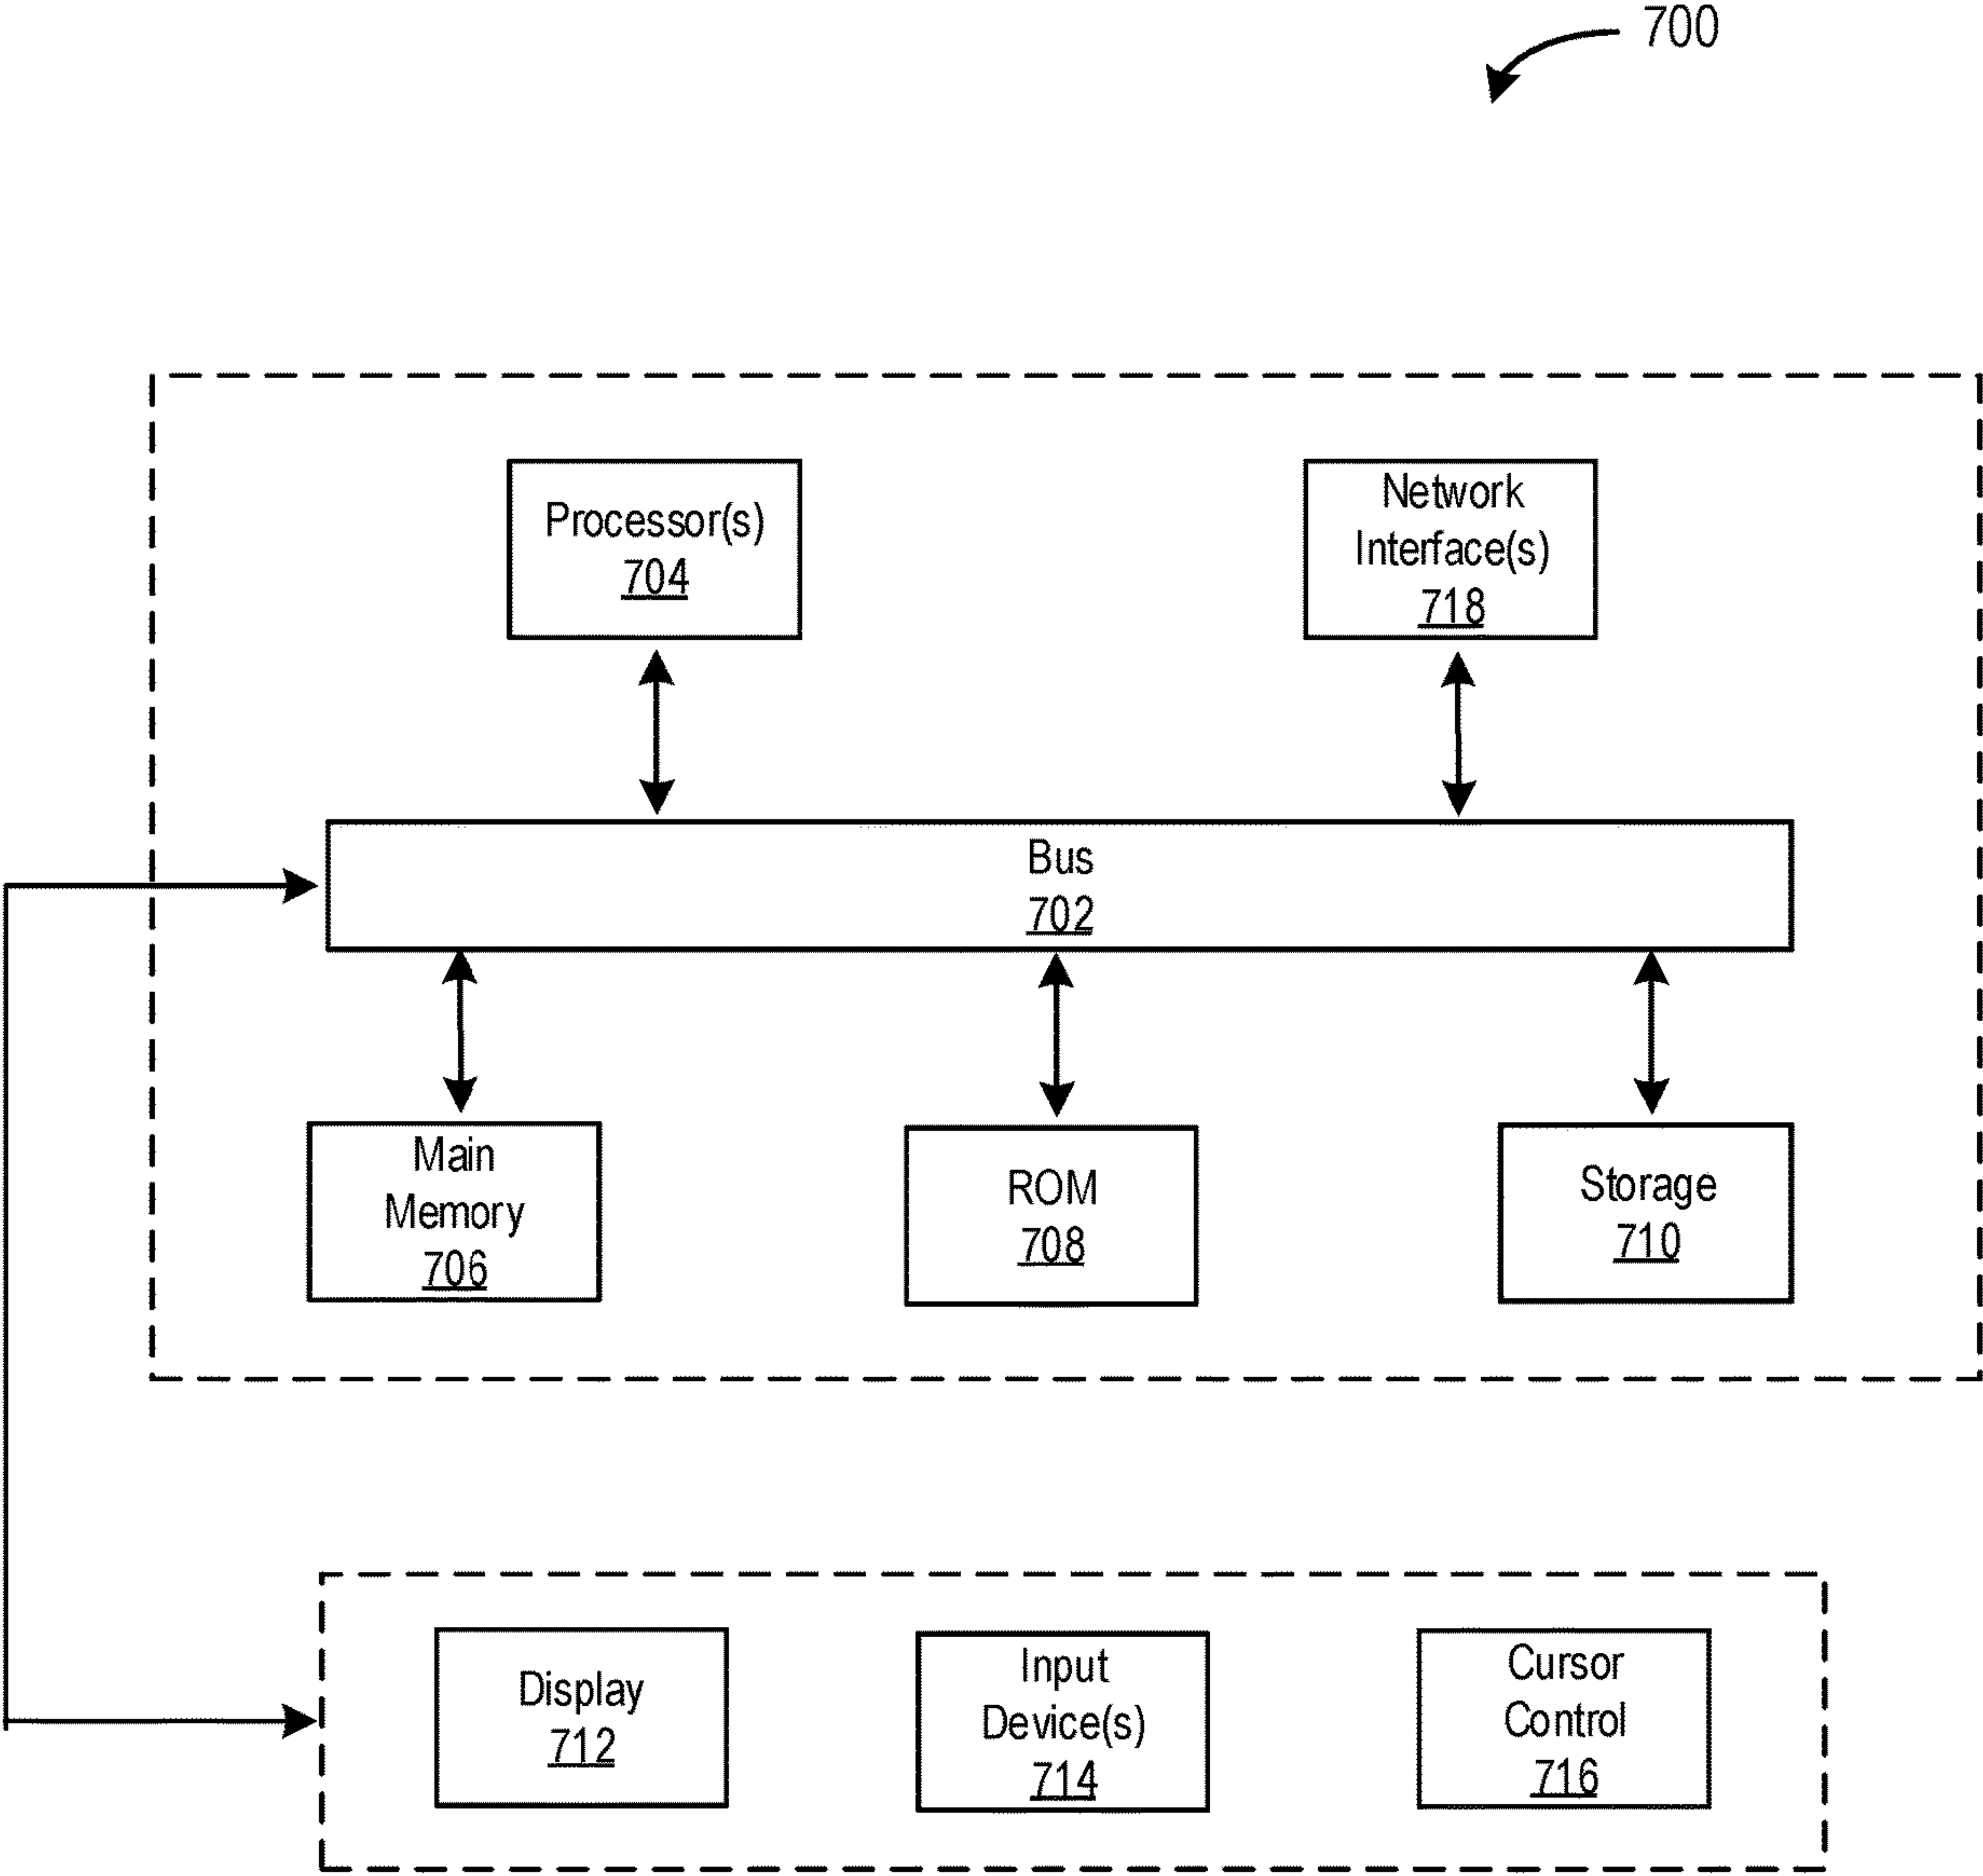 700
Processor(s)
704
Network
Interface(s)
718
Bus
702
Main
Memory
706
ROM
708
Storage
710
Display
712
Input
Device(s)
714
Cursor
Control
716